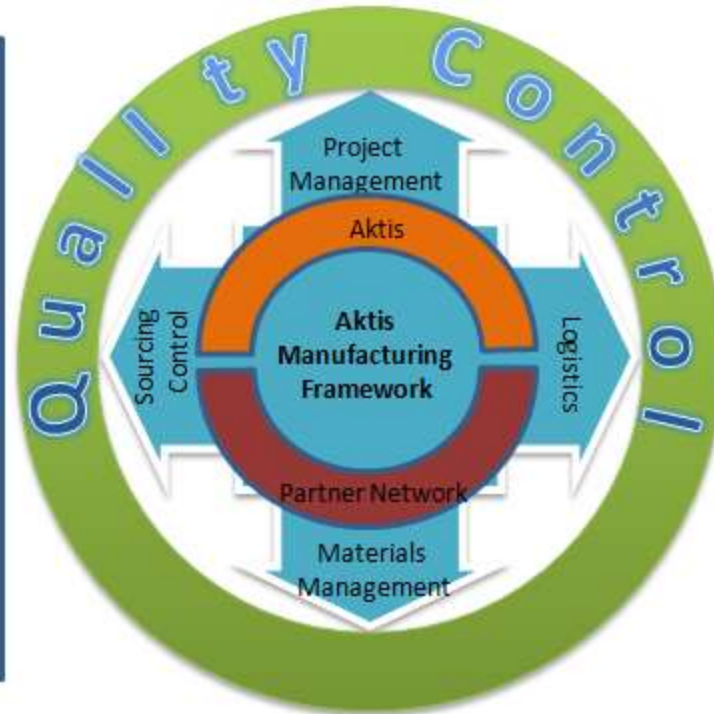 Quality Control
Project
Management
Aktis
Sourcing
Control
Aktis
Manufacturing
Framework
Logistics
Partner Network
Materials
Management